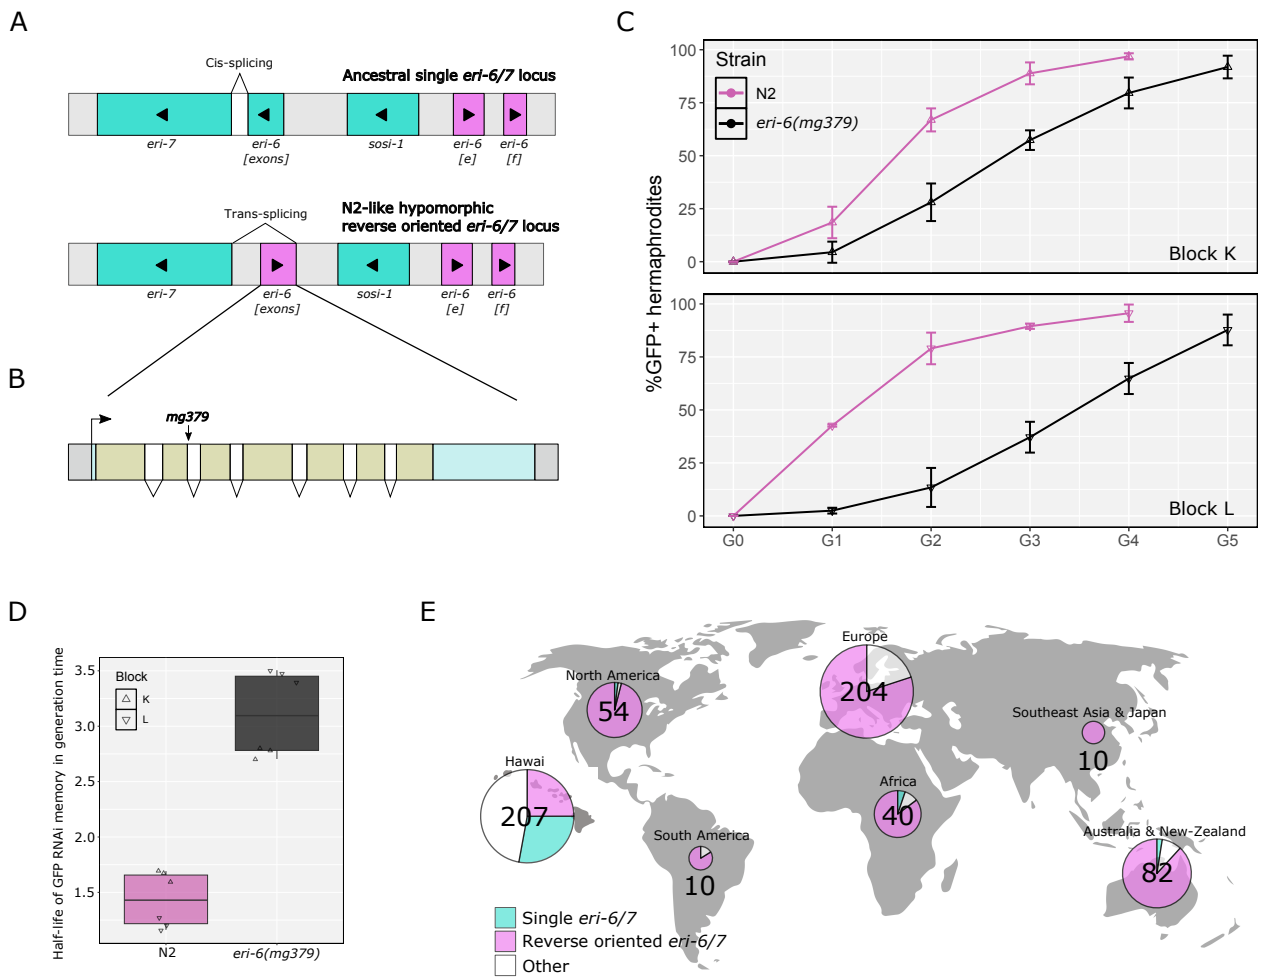 A
Cis-splicing
Ancestral single eri-6/7 locus
eri-7
eri-6
[exons]
sosi-1
eri-6
[e]
eri-6
[f]
Trans-splicing
N2-like hypomorphic
reverse oriented eri-6/7 locus
eri-7
eri-6
[exons]
sosi-1
eri-6
[e]
eri-6
[f]
B
mg379
C
%GFP+ hermaphrodites
100
75
50
25
0
Strain
N2
eri-6(mg379)
Block K
100
75
50
25
0
Block L
G0
G1
G2
G3
G4
G5
D
Half-life of GFP RNAi memory in generation time
3.5
3.0
2.5
2.0
1.5
Block
K
L
N2
eri-6(mg379)
E
North America
54
Europe
204
Southeast Asia & Japan
10
Hawai
207
Africa
40
South America
10
Australia & New-Zealand
82
Single eri-6/7
Reverse oriented eri-6/7
Other